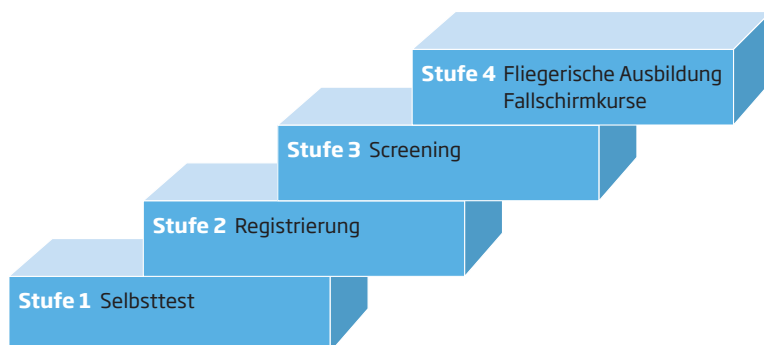 Stufe 4 Fliegerische Ausbildung
Fallschirmkurse
Stufe 3 Screening
Stufe 2 Registrierung
Stufe 1 Selbsttest